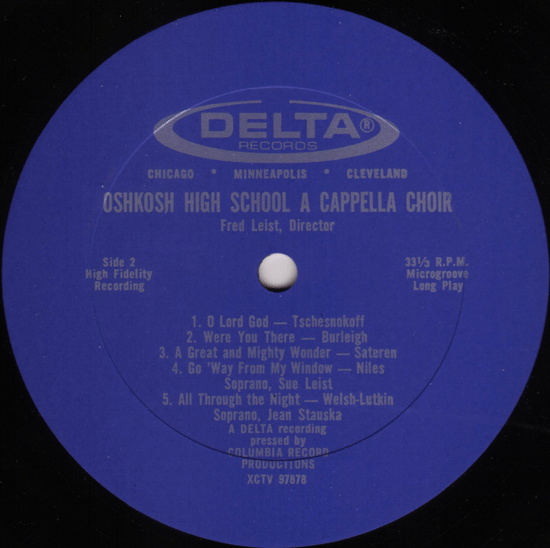 DELTA®
RECORDS
CHICAGO * MINNEAPOLIS * CLEVELAND
OSHKOSH HIGH SCHOOL A CAPPELLA CHOIR
Fred Leist, Director
Side 2
High Fidelity
Recording
33⅓ R.P.M.
Microgroove
Long Play
1. O Lord God — Tschesnokoff
2. Were You There — Burleigh
3. A Great and Mighty Wonder — Sateren
4. Go 'Way From My Window — Niles
Soprano, Sue Leist
5. All Through the Night — Welsh-Lutkin
Soprano, Jean Stauska
A DELTA recording
pressed by
COLUMBIA RECORD
PRODUCTIONS
XCTV 97878